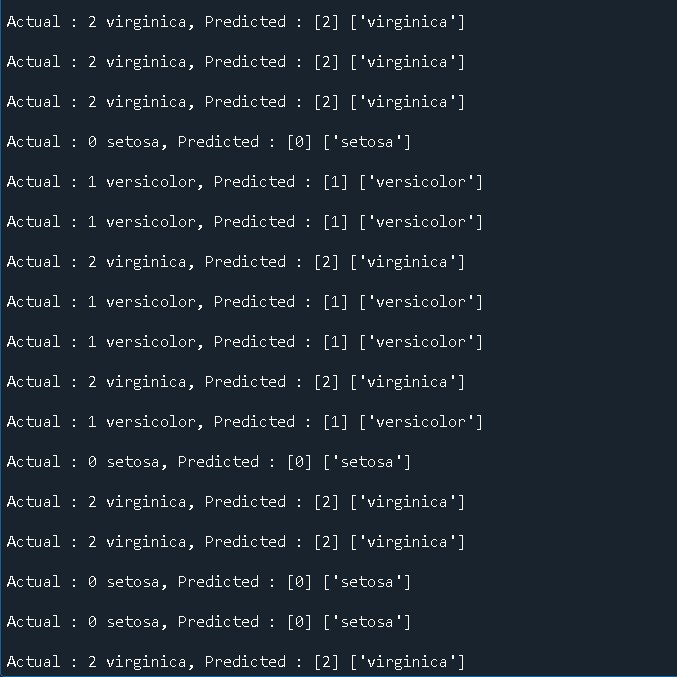 Actual : 2 virginica, Predicted : [2] ['virginica']
Actual : 2 virginica, Predicted : [2] ['virginica']
Actual : 2 virginica, Predicted : [2] ['virginica']
Actual : 0 setosa, Predicted : [0] ['setosa']
Actual : 1 versicolor, Predicted : [1] ['versicolor']
Actual : 1 versicolor, Predicted : [1] ['versicolor']
Actual : 2 virginica, Predicted : [2] ['virginica']
Actual : 1 versicolor, Predicted : [1] ['versicolor']
Actual : 1 versicolor, Predicted : [1] ['versicolor']
Actual : 2 virginica, Predicted : [2] ['virginica']
Actual : 1 versicolor, Predicted : [1] ['versicolor']
Actual : 0 setosa, Predicted : [0] ['setosa']
Actual : 2 virginica, Predicted : [2] ['virginica']
Actual : 2 virginica, Predicted : [2] ['virginica']
Actual : 0 setosa, Predicted : [0] ['setosa']
Actual : 0 setosa, Predicted : [0] ['setosa']
Actual : 2 virginica, Predicted : [2] ['virginica']